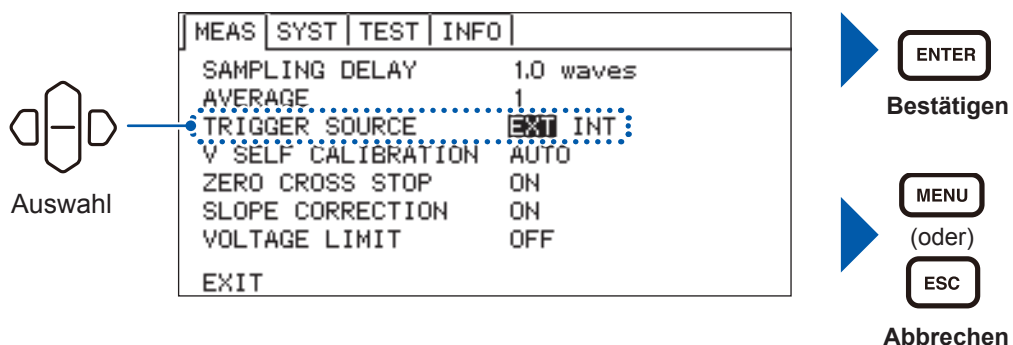 MEAS SYST TEST INFO
SAMPLING DELAY 1.0 waves
AVERAGE 1
TRIGGER SOURCE EXT INT
V SELF CALIBRATION AUTO
ZERO CROSS STOP ON
SLOPE CORRECTION ON
VOLTAGE LIMIT OFF
EXIT
Auswahl
ENTER
Bestätigen
MENU
(oder)
ESC
Abbrechen